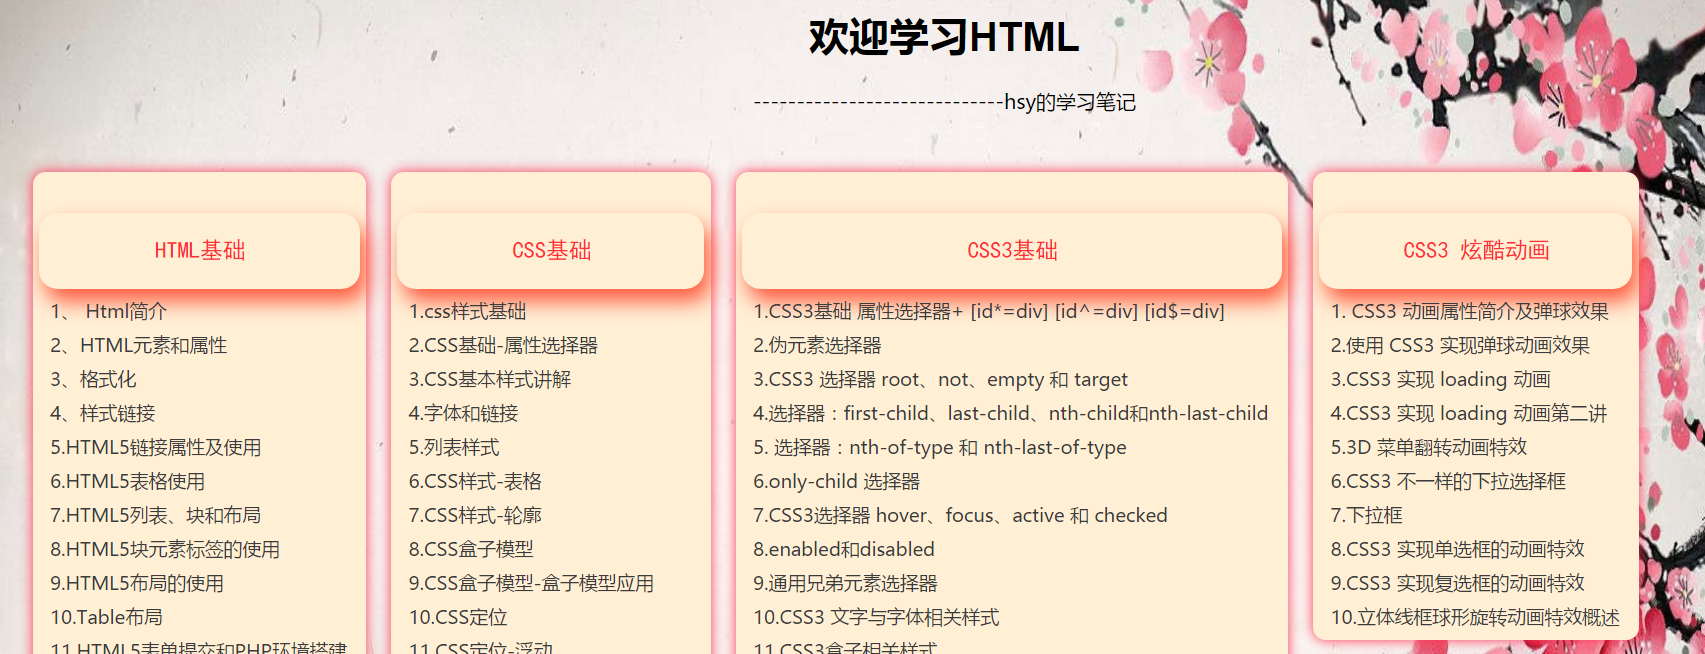 欢迎学习HTML
-----------------------------hsy的学习笔记
HTML基础
1、 Html简介
2、HTML元素和属性
3、格式化
4、样式链接
5.HTML5链接属性及使用
6.HTML5表格使用
7.HTML5列表、块和布局
8.HTML5块元素标签的使用
9.HTML5布局的使用
10.Table布局
11.HTML5表单提交和PHP环境搭建
CSS基础
1.css样式基础
2.CSS基础-属性选择器
3.CSS基本样式讲解
4.字体和链接
5.列表样式
6.CSS样式-表格
7.CSS样式-轮廓
8.CSS盒子模型
9.CSS盒子模型-盒子模型应用
10.CSS定位
11.CSS定位-浮动
CSS3基础
1.CSS3基础 属性选择器+ [id*=div] [id^=div] [id$=div]
2.伪元素选择器
3.CSS3 选择器 root、not、empty 和 target
4.选择器：first-child、last-child、nth-child和nth-last-child
5. 选择器：nth-of-type 和 nth-last-of-type
6.only-child 选择器
7.CSS3选择器 hover、focus、active 和 checked
8.enabled和disabled
9.通用兄弟元素选择器
10.CSS3 文字与字体相关样式
11.CSS3盒子相关样式
CSS3 炫酷动画
1. CSS3 动画属性简介及弹球效果
2.使用 CSS3 实现弹球动画效果
3.CSS3 实现 loading 动画
4.CSS3 实现 loading 动画第二讲
5.3D 菜单翻转动画特效
6.CSS3 不一样的下拉选择框
7.下拉框
8.CSS3 实现单选框的动画特效
9.CSS3 实现复选框的动画特效
10.立体线框球形旋转动画特效概述